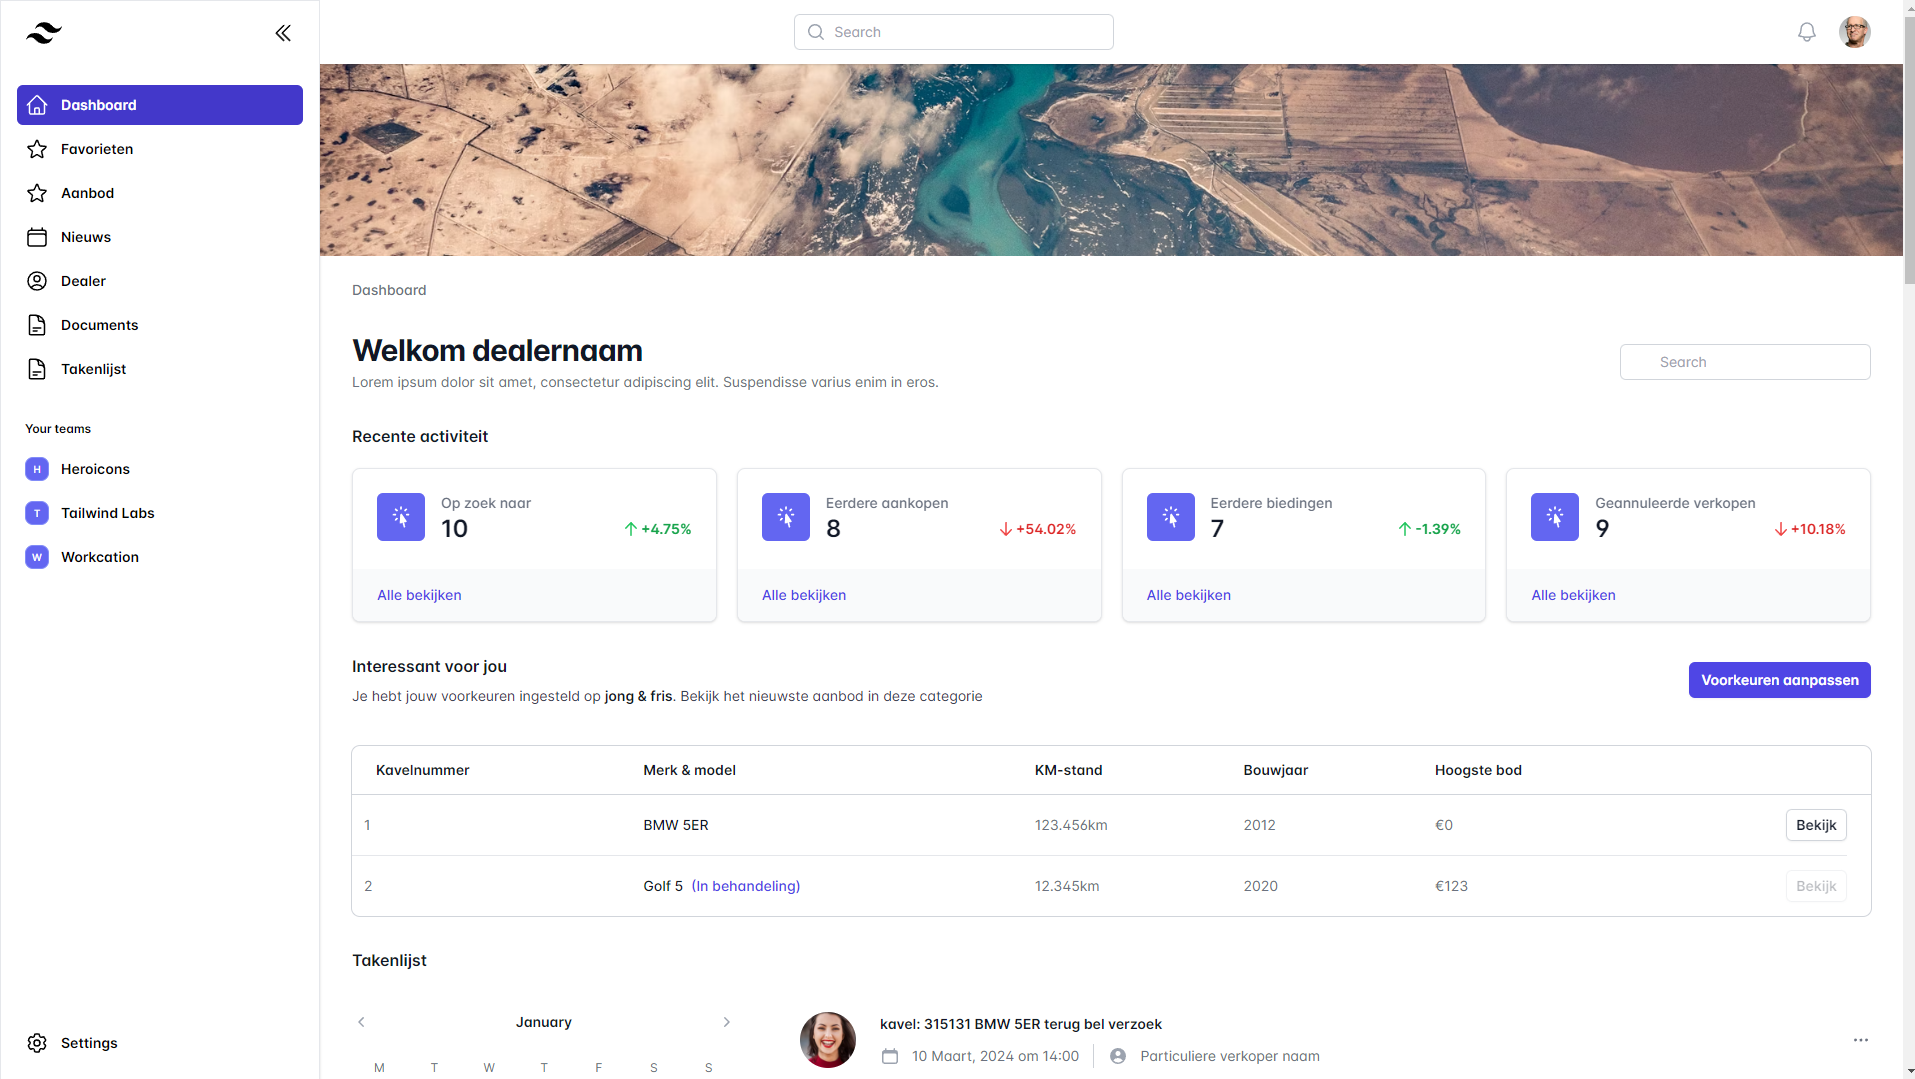 Search
Dashboard
Favorieten
Aanbod
Nieuws
Dealer
Documents
Takenlijst
Your teams
H Heroicons
T Tailwind Labs
W Workcation
Settings
Dashboard
Welkom dealernaam
Lorem ipsum dolor sit amet, consectetur adipiscing elit. Suspendisse varius enim in eros.
Search
Recente activiteit
Op zoek naar
10 +4.75%
Alle bekijken
Eerdere aankopen
8 +54.02%
Alle bekijken
Eerdere biedingen
7 -1.39%
Alle bekijken
Geannuleerde verkopen
9 +10.18%
Alle bekijken
Interessant voor jou
Je hebt jouw voorkeuren ingesteld op jong & fris. Bekijk het nieuwste aanbod in deze categorie
Voorkeuren aanpassen
Kavelnummer Merk & model KM-stand Bouwjaar Hoogste bod
1 BMW 5ER 123.456km 2012 €0 Bekijk
2 Golf 5 (In behandeling) 12.345km 2020 €123 Bekijk
Takenlijst
January
M T W T F S S
kavel: 315131 BMW 5ER terug bel verzoek
10 Maart, 2024 om 14:00 Particuliere verkoper naam